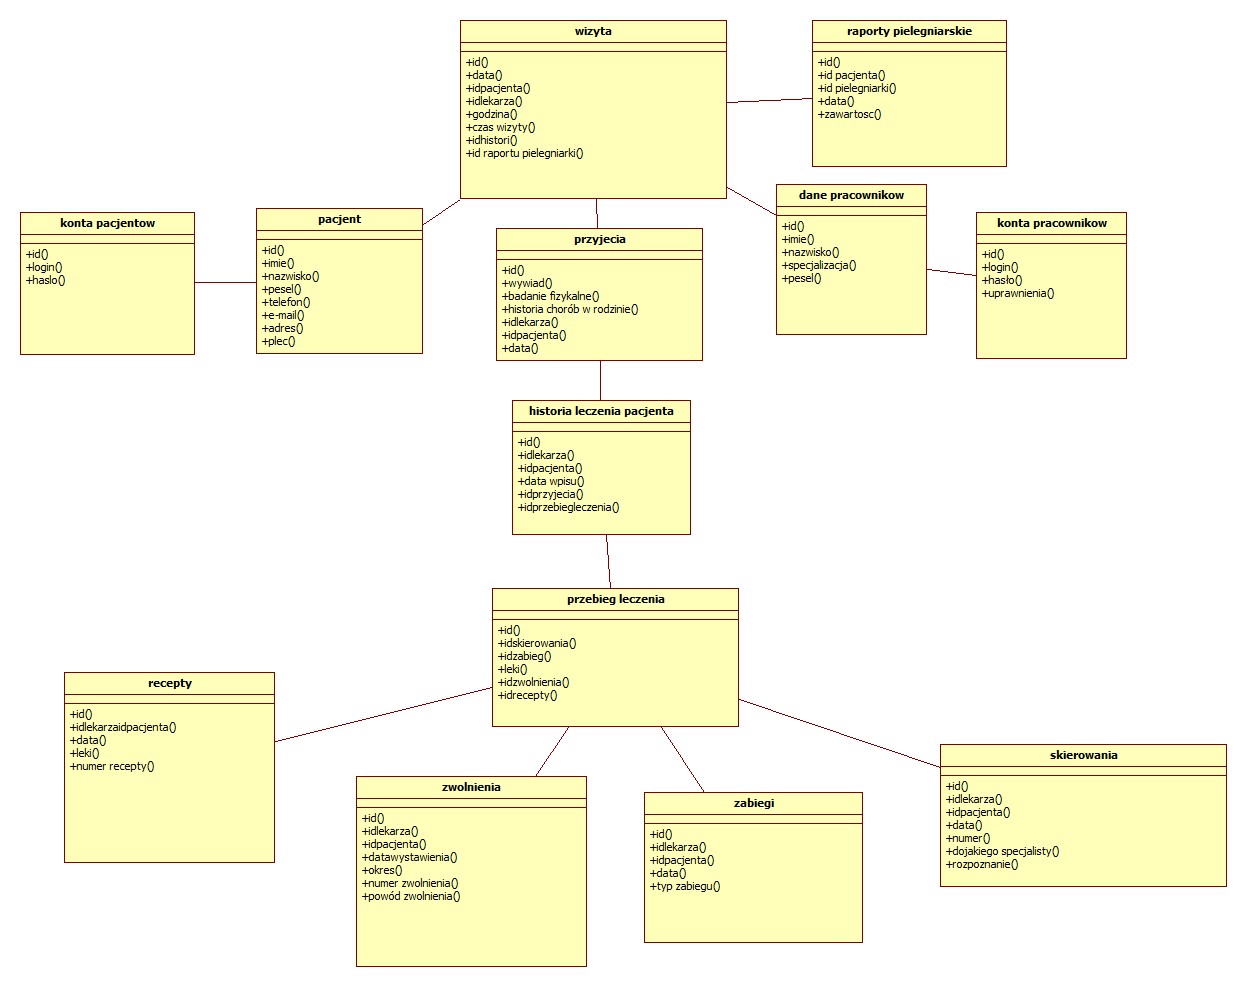 wizyta
+id()
+data()
+idpacjenta()
+idlekarza()
+godzina()
+czas wizyty()
+idhistori()
+id raportu pielegniarki()
raporty pielegniarskie
+id()
+id pacjenta()
+id pielegniarki()
+data()
+zawartosc()
konta pacjentow
+id()
+login()
+haslo()
pacjent
+id()
+imie()
+nazwisko()
+pesel()
+telefon()
+e-mail()
+adres()
+plec()
przyjecia
+id()
+wywiad()
+badanie fizykalne()
+historia chorób w rodzinie()
+idlekarza()
+idpacjenta()
+data()
dane pracownikow
+id()
+imie()
+nazwisko()
+specjalizacja()
+pesel()
konta pracownikow
+id()
+login()
+hasło()
+uprawnienia()
historia leczenia pacjenta
+id()
+idlekarza()
+idpacjenta()
+data wpisu()
+idprzyjecia()
+idprzebiegleczenia()
przebieg leczenia
+id()
+idskierowania()
+idzabieg()
+leki()
+idzwolnienia()
+idrecepty()
recepty
+id()
+idlekarzaidpacjenta()
+data()
+leki()
+numer recepty()
zwolnienia
+id()
+idlekarza()
+idpacjenta()
+datawystawienia()
+okres()
+numer zwolnienia()
+powód zwolnienia()
zabiegi
+id()
+idlekarza()
+idpacjenta()
+data()
+typ zabiegu()
skierowania
+id()
+idlekarza()
+idpacjenta()
+data()
+numer()
+dojakiego specjalisty()
+rozpoznanie()